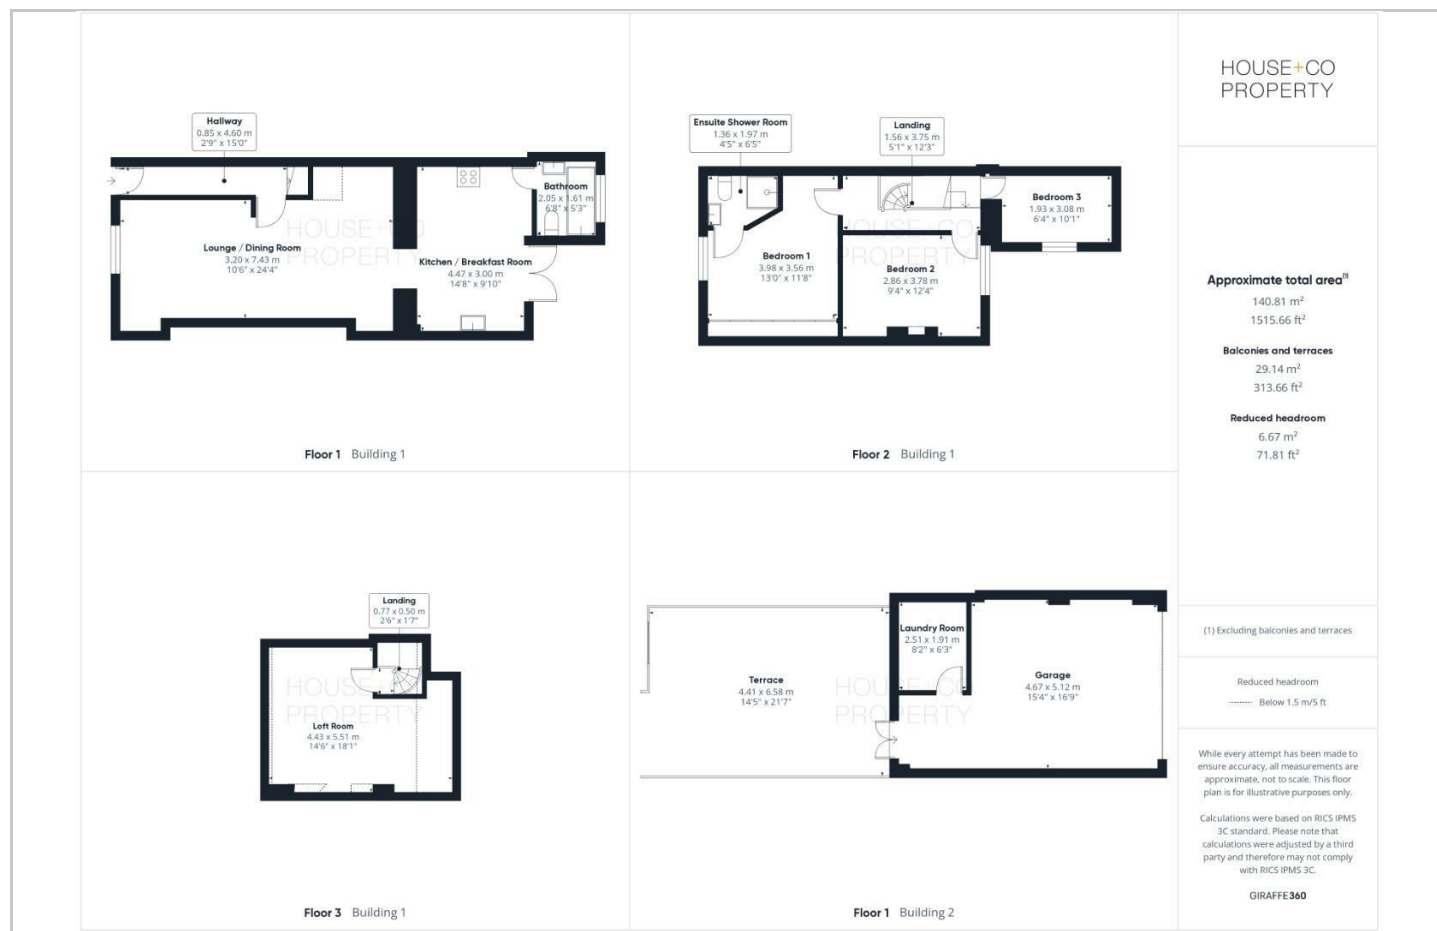 Hallway
0.85 x 4.60 m
2'9" x 15'0"
Bathroom
2.05 x 1.61 m
6'8" x 5'3"
Lounge / Dining Room
3.20 x 7.43 m
10'6" x 24'4"
Kitchen / Breakfast Room
4.47 x 3.00 m
14'8" x 9'10"
HOUSE+CO
PROPERTY
Floor 1 Building 1
Ensuite Shower Room
1.36 x 1.97 m
4'5" x 6'5"
Landing
1.56 x 3.75 m
5'1" x 12'3"
Bedroom 3
1.93 x 3.08 m
6'4" x 10'1"
Bedroom 1
3.98 x 3.56 m
13'0" x 11'8"
Bedroom 2
2.86 x 3.78 m
9'4" x 12'4"
HOUSE+CO
PROPERTY
Floor 2 Building 1
Landing
0.77 x 0.50 m
2'6" x 1'7"
Loft Room
4.43 x 5.51 m
14'6" x 18'1"
HOUSE+CO
PROPERTY
Floor 3 Building 1
Laundry Room
2.51 x 1.91 m
8'2" x 6'3"
Terrace
4.41 x 6.58 m
14'5" x 21'7"
Garage
4.67 x 5.12 m
15'4" x 16'9"
HOUSE+CO
PROPERTY
Floor 1 Building 2
HOUSE+CO
PROPERTY
Approximate total area(1)
140.81 m²
1515.66 ft²
Balconies and terraces
29.14 m²
313.66 ft²
Reduced headroom
6.67 m²
71.81 ft²
(1) Excluding balconies and terraces
Reduced headroom
Below 1.5 m/5 ft
While every attempt has been made to
ensure accuracy, all measurements are
approximate, not to scale. This floor
plan is for illustrative purposes only.
Calculations were based on RICS IPMS
3C standard. Please note that
calculations were adjusted by a third
party and therefore may not comply
with RICS IPMS 3C.
GIRAFFE360